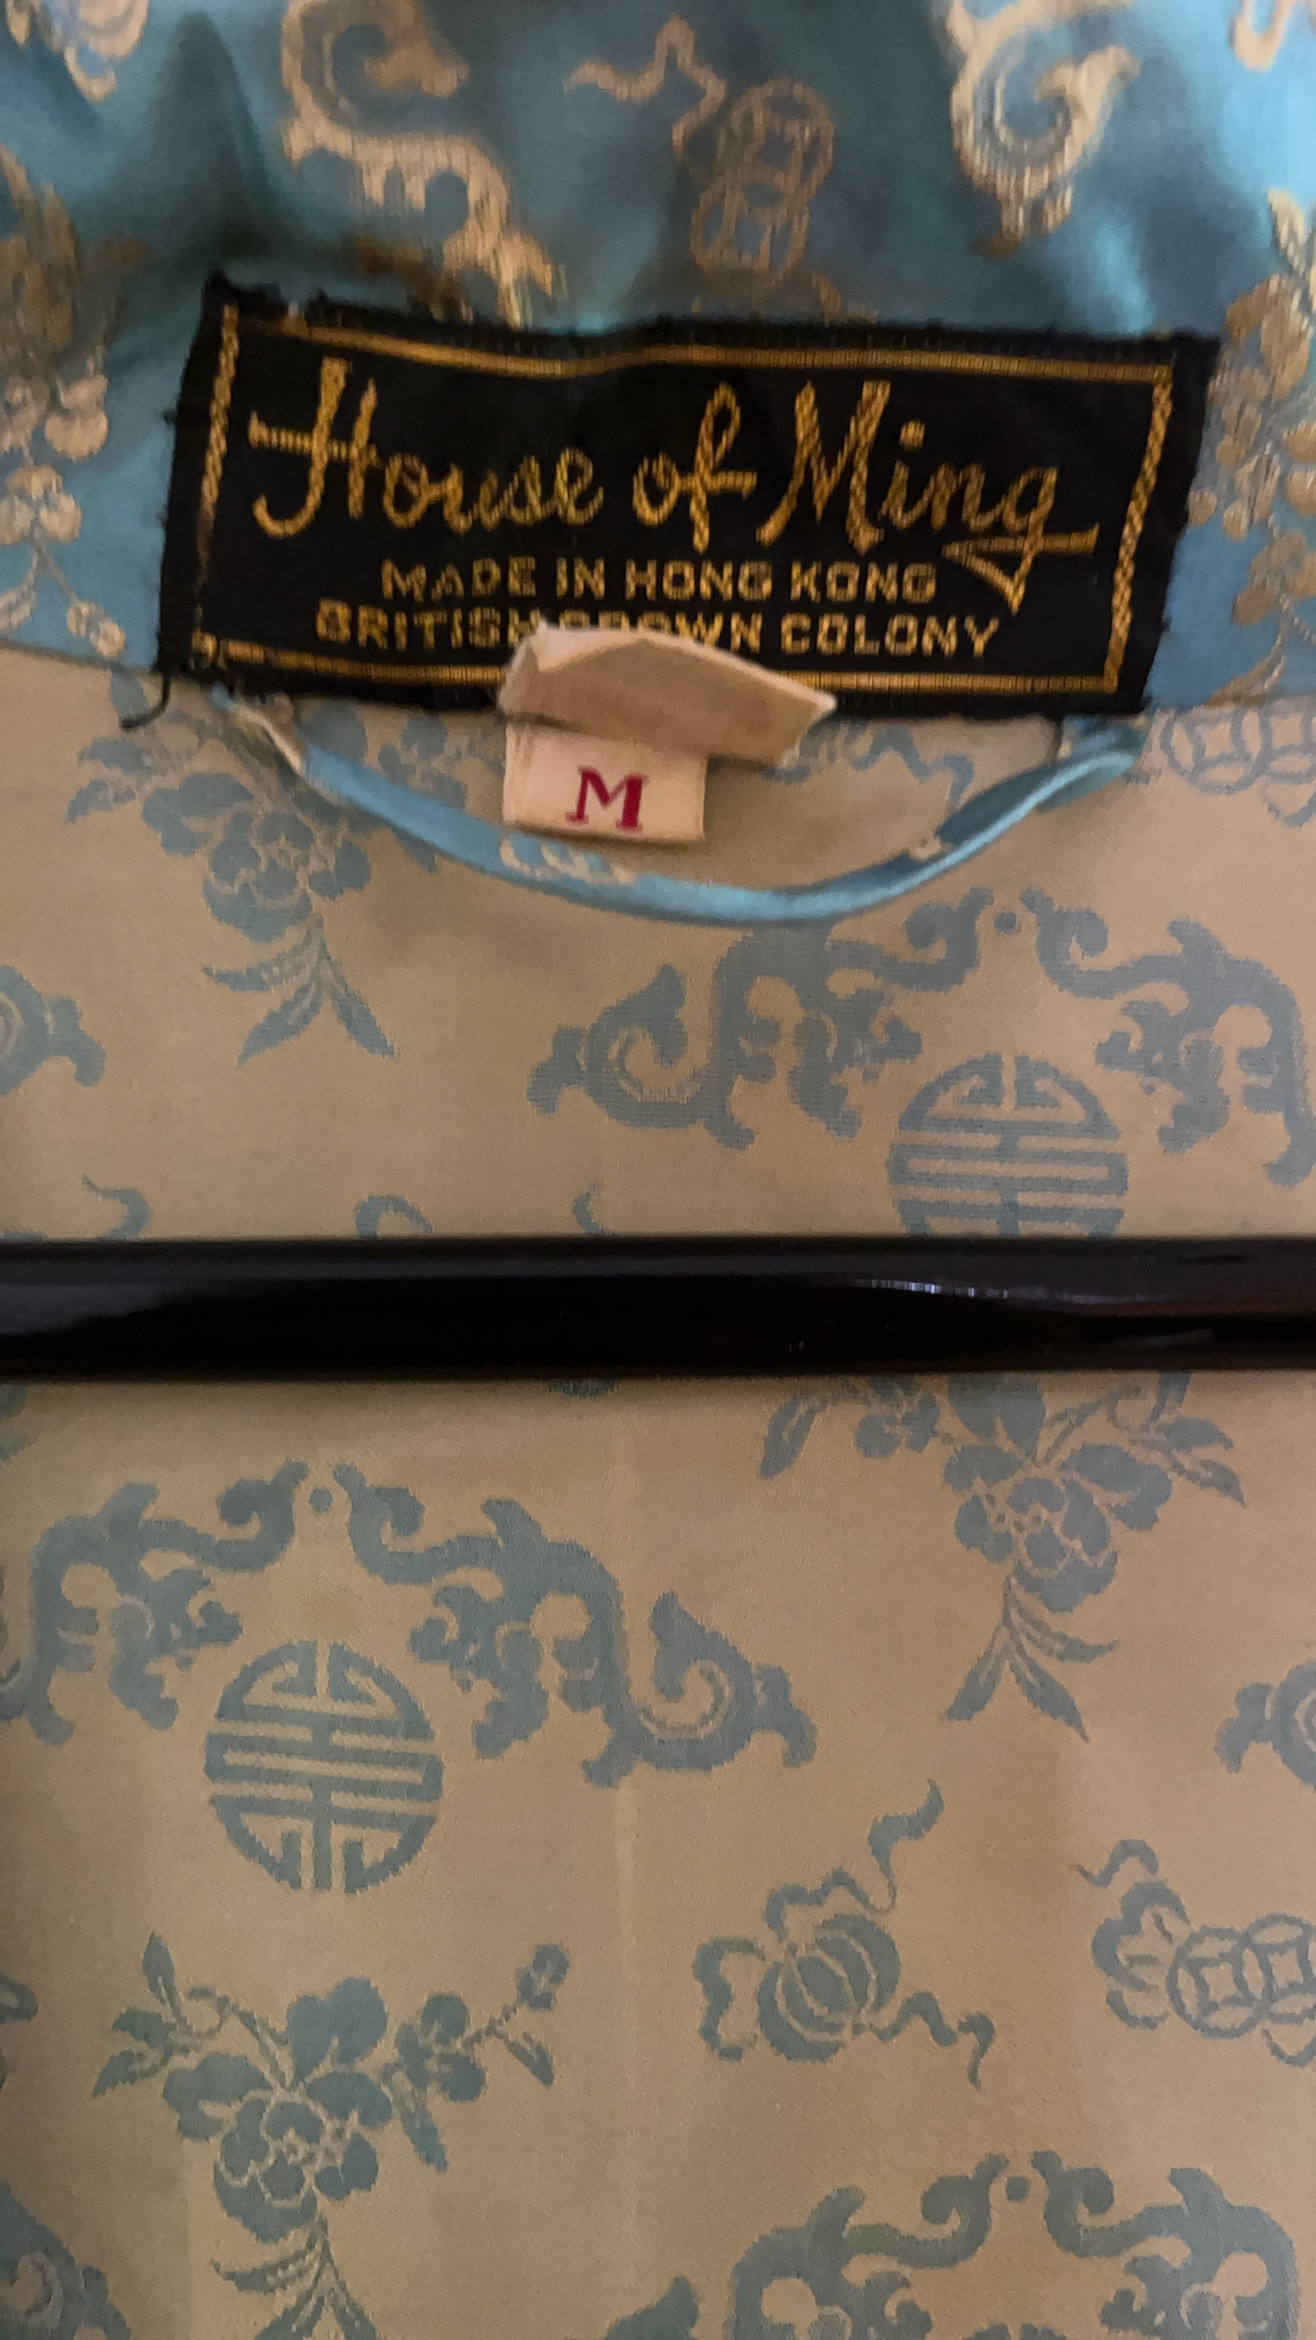 House of Ming
MADE IN HONG KONG
BRITISH CROWN COLONY
M